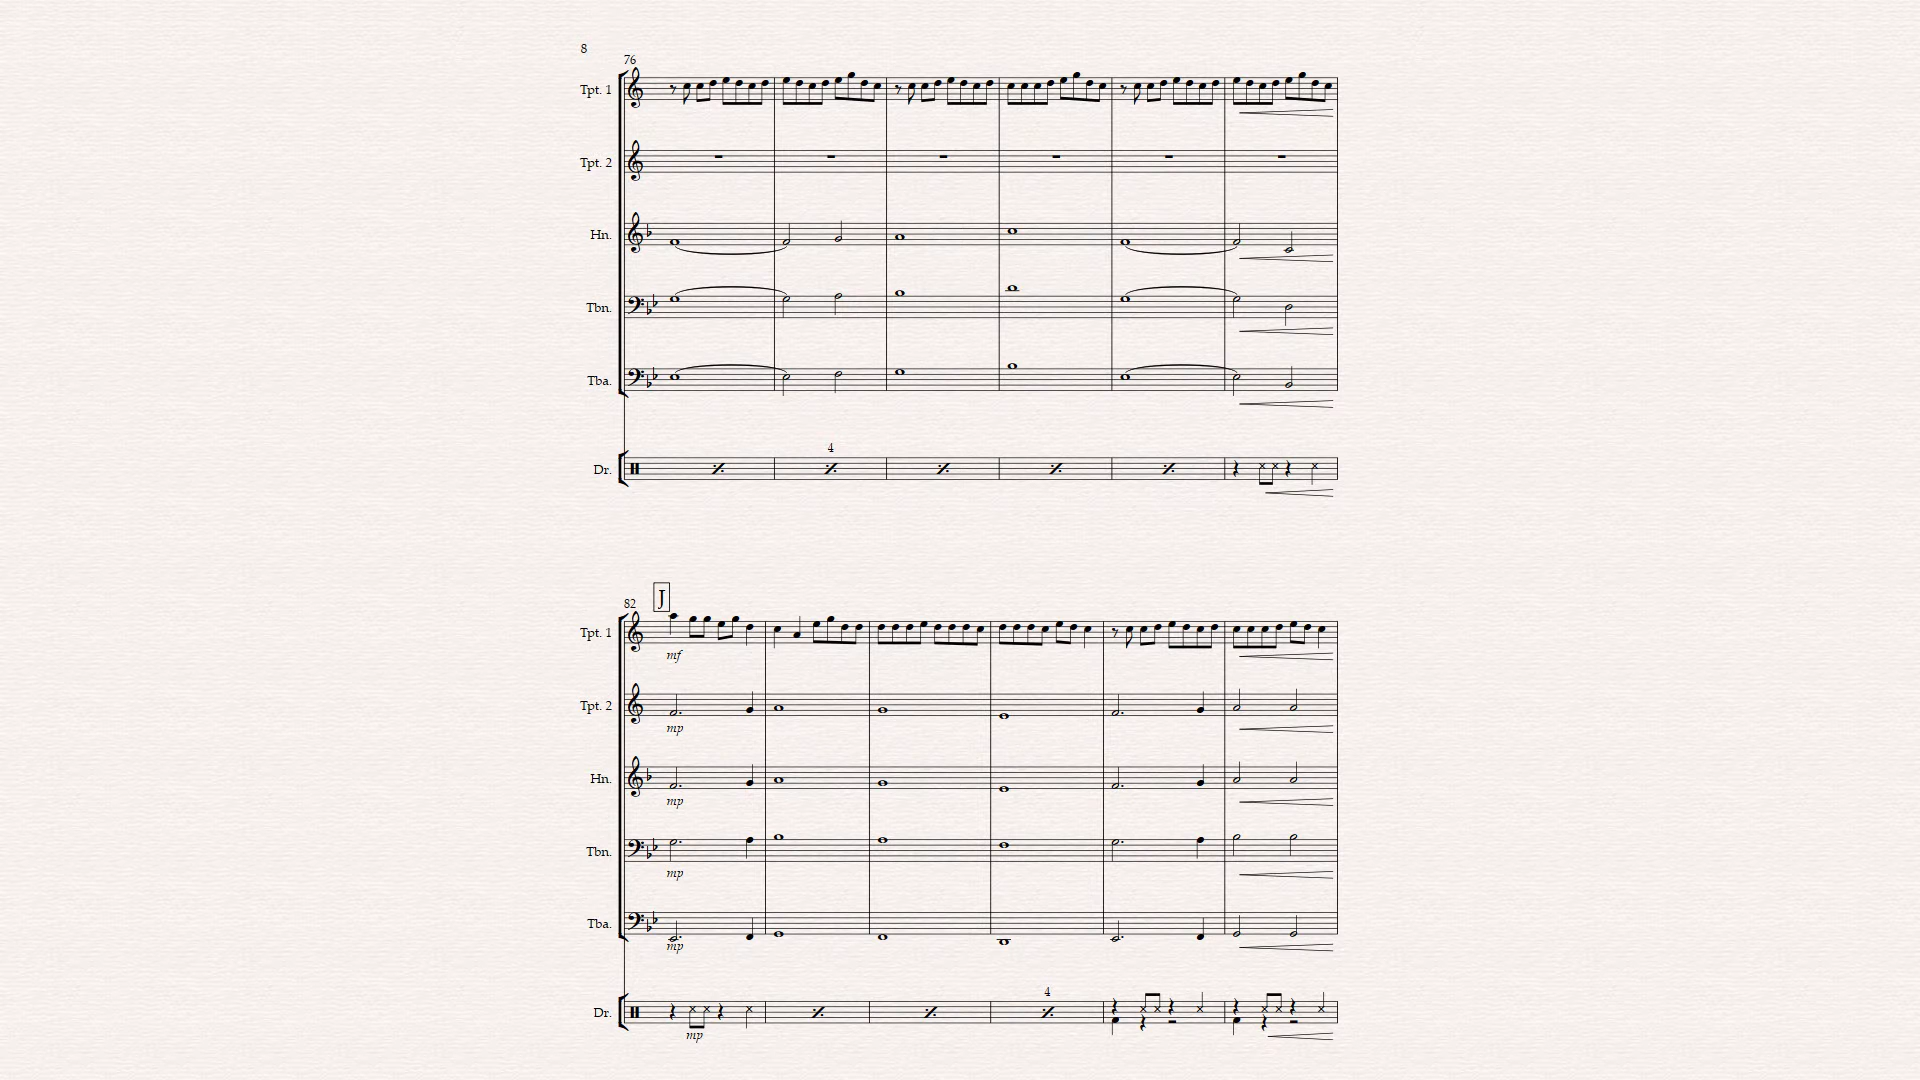 8
76
Tpt. 1
Tpt. 2
Hn.
Tbn.
Tba.
4
Dr.
82
J
Tpt. 1
mf
Tpt. 2
mp
Hn.
mp
Tbn.
mp
Tba.
mp
4
Dr.
mp